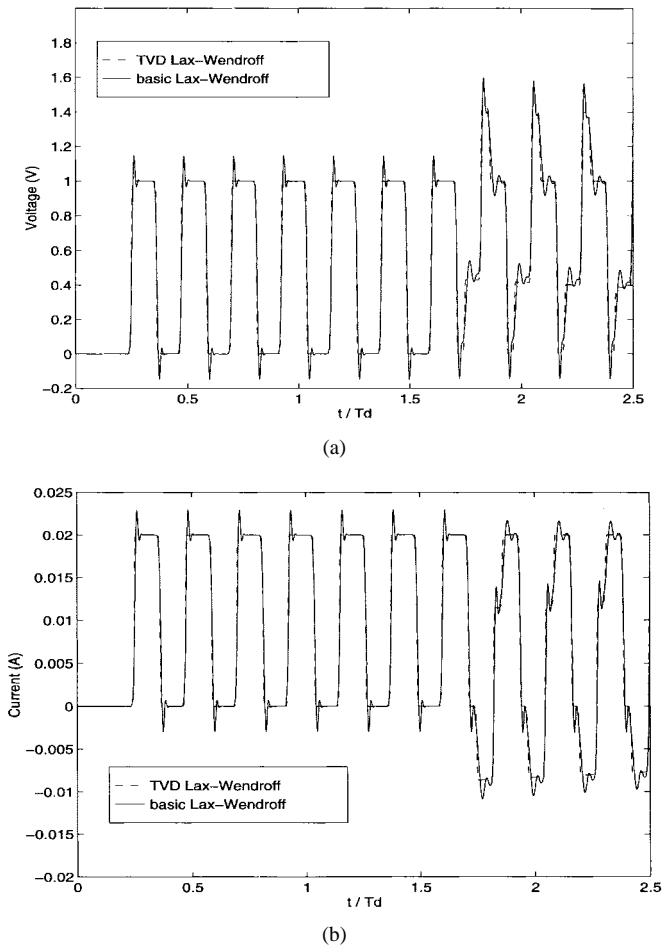 1.8
1.6
1.4
1.2
1
0.8
0.6
0.4
0.2
0
−0.2
Voltage (V)
TVD Lax−Wendroff
basic Lax−Wendroff
0 0.5 1 1.5 2 2.5
t / Td
(a)
0.025
0.02
0.015
0.01
0.005
0
−0.005
−0.01
−0.015
−0.02
Current (A)
TVD Lax−Wendroff
basic Lax−Wendroff
0 0.5 1 1.5 2 2.5
t / Td
(b)